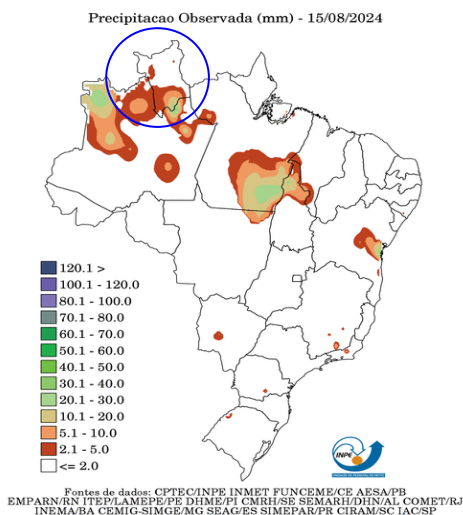 Precipitacao Observada (mm) - 15/08/2024
120.1 >
100.1 - 120.0
80.1 - 100.0
70.1 - 80.0
60.1 - 70.0
50.1 - 60.0
40.1 - 50.0
30.1 - 40.0
20.1 - 30.0
10.1 - 20.0
5.1 - 10.0
2.1 - 5.0
<= 2.0
INPE
Fontes de dados: CPTEC/INPE INMET FUNCEME/CE AESA/PB
EMPARN/RN ITEP/LAMEPE/PE DHME/PI CMRH/SE SEMARH/DHN/AL COMET/RJ
INEMA/BA CEMIG-SIMGE/MG SEAG/ES SIMEPAR/PR CIRAM/SC IAC/SP